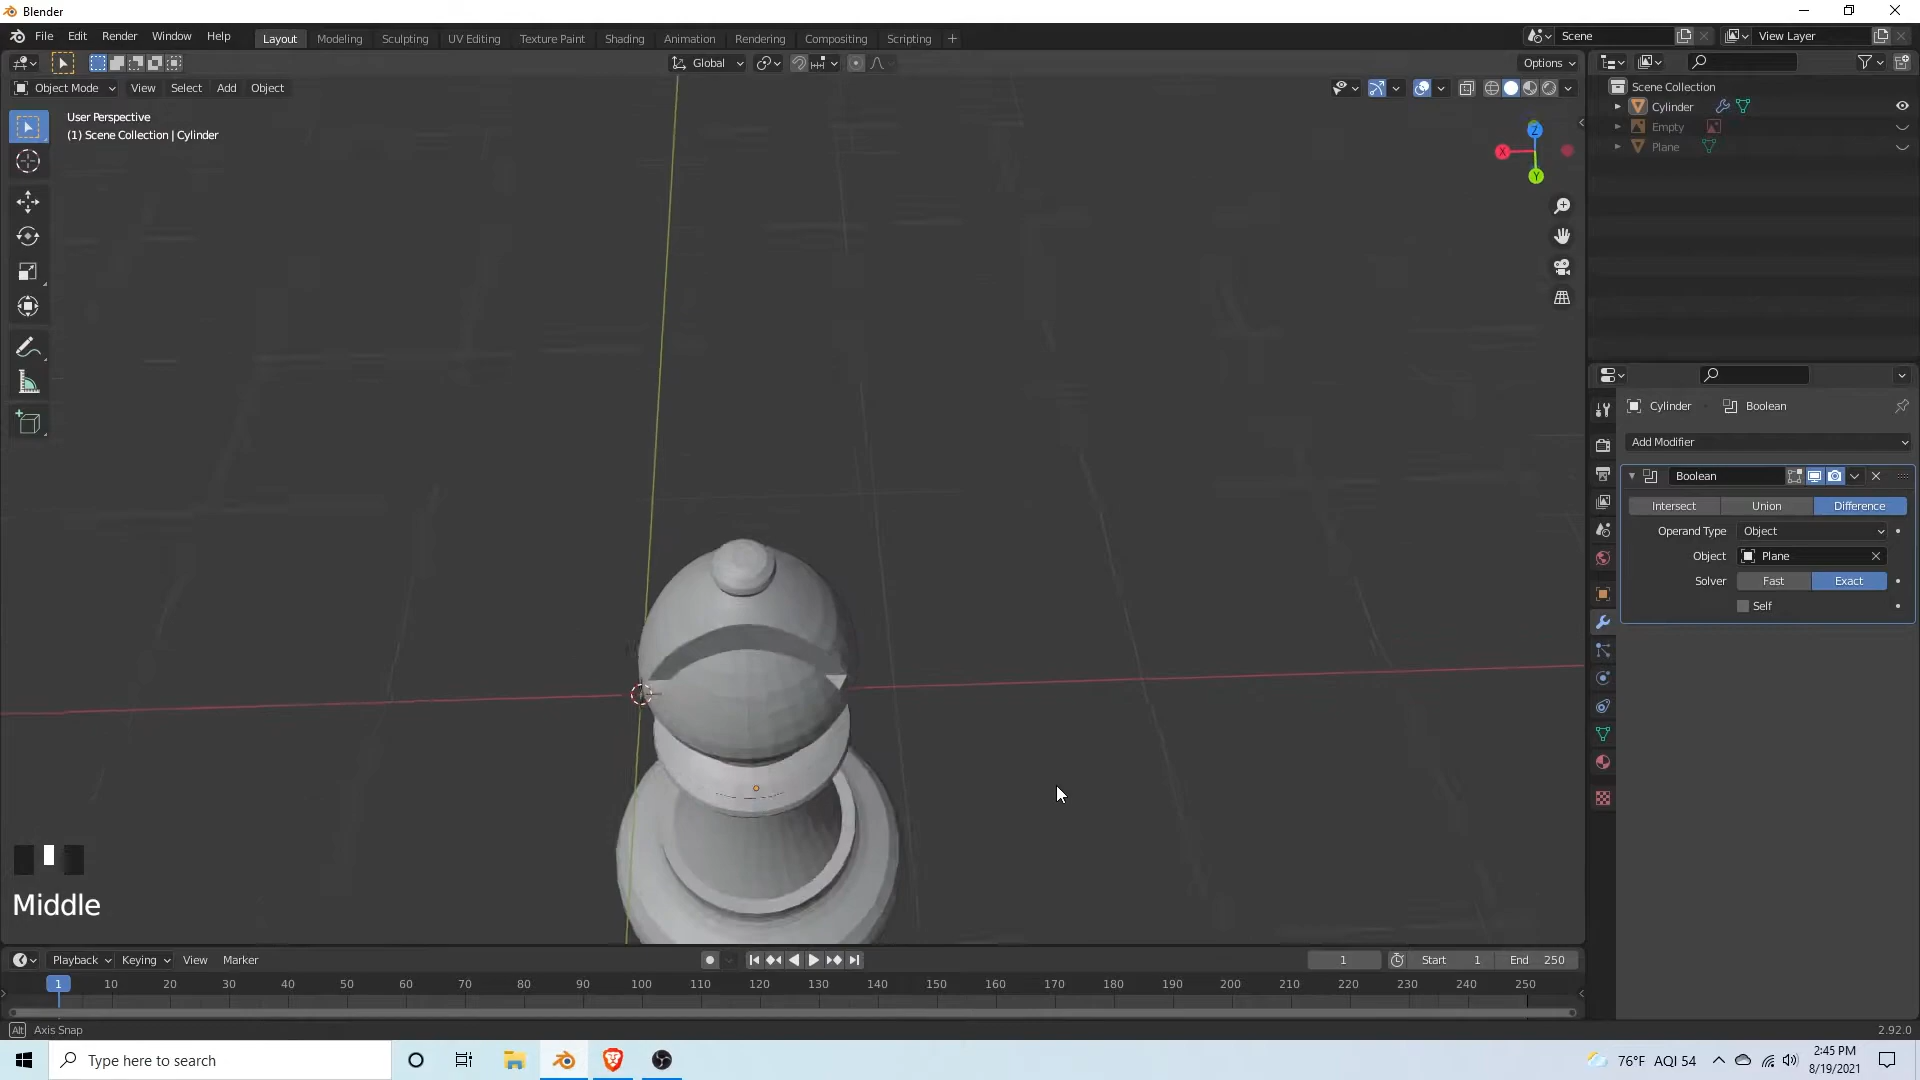 Blender
File Edit Render Window Help Layout Modeling Sculpting UV Editing Texture Paint Shading Animation Rendering Compositing Scripting + Scene View Layer
Global Options
Object Mode View Select Add Object
User Perspective
(1) Scene Collection | Cylinder
Z
X
Y
Scene Collection
Cylinder
Empty
Plane
Cylinder Boolean
Add Modifier
Boolean
Intersect Union Difference
Operand Type Object
Object Plane
Solver Fast Exact
Self
Middle
Playback Keying View Marker 1 Start 1 End 250
1 10 20 30 40 50 60 70 80 90 100 110 120 130 140 150 160 170 180 190 200 210 220 230 240 250
Alt Axis Snap 2.92.0
Type here to search 76°F AQI 54 2:45 PM
8/19/2021